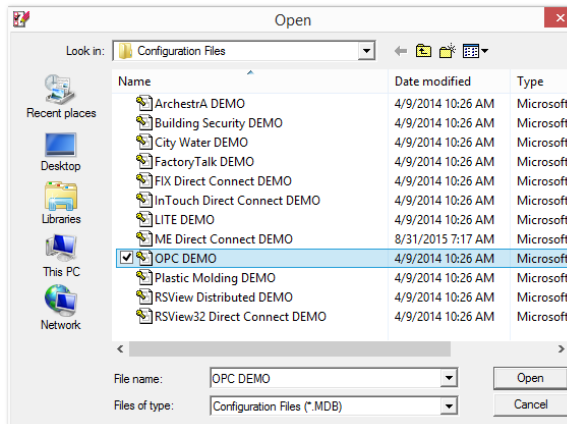 Open
Look in: Configuration Files
Name Date modified Type
ArchestrA DEMO 4/9/2014 10:26 AM Microsoft
Building Security DEMO 4/9/2014 10:26 AM Microsoft
City Water DEMO 4/9/2014 10:26 AM Microsoft
FactoryTalk DEMO 4/9/2014 10:26 AM Microsoft
FIX Direct Connect DEMO 4/9/2014 10:26 AM Microsoft
InTouch Direct Connect DEMO 4/9/2014 10:26 AM Microsoft
LITE DEMO 4/9/2014 10:26 AM Microsoft
ME Direct Connect DEMO 8/31/2015 7:17 AM Microsoft
OPC DEMO 4/9/2014 10:26 AM Microsoft
Plastic Molding DEMO 4/9/2014 10:26 AM Microsoft
RSView Distributed DEMO 4/9/2014 10:26 AM Microsoft
RSView32 Direct Connect DEMO 4/9/2014 10:26 AM Microsoft
Recent places
Desktop
Libraries
This PC
Network
File name: OPC DEMO Open
Files of type: Configuration Files (*.MDB) Cancel